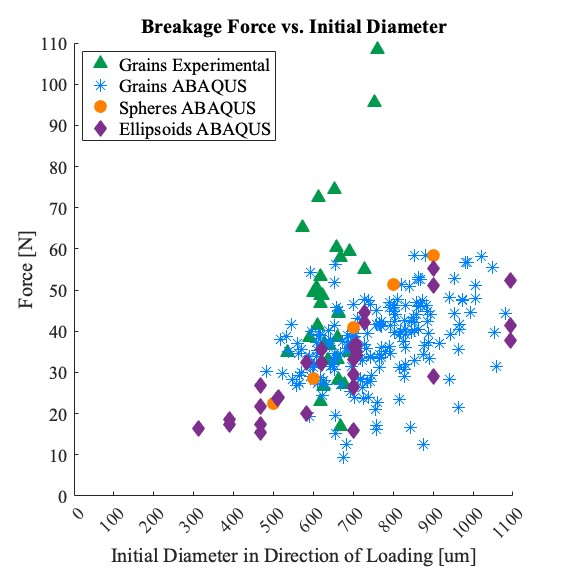 Breakage Force vs. Initial Diameter
110
100
90
80
70
60
50
40
30
20
10
0
Force [N]
Grains Experimental
Grains ABAQUS
Spheres ABAQUS
Ellipsoids ABAQUS
0 100 200 300 400 500 600 700 800 900 1000 1100
Initial Diameter in Direction of Loading [um]